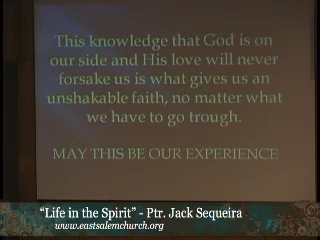 This knowledge that God is on
our side and His love will never
forsake us is what gives us an
unshakable faith, no matter what
we have to go trough.
MAY THIS BE OUR EXPERIENCE
“Life in the Spirit” - Ptr. Jack Sequeira
www.eastsalemchurch.org